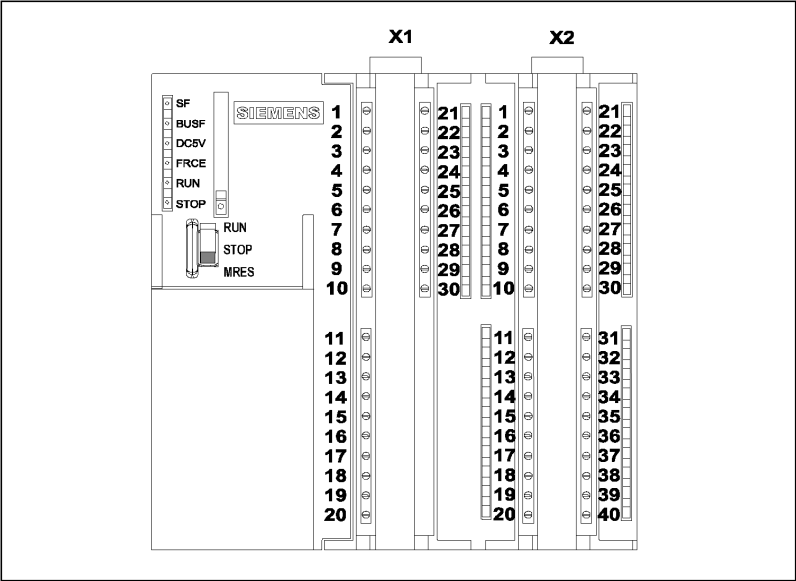 X1 X2
SF
BUSF
DC5V
FRCE
RUN
STOP
SIEMENS
RUN
STOP
MRES
1 21 1 21
2 22 2 22
3 23 3 23
4 24 4 24
5 25 5 25
6 26 6 26
7 27 7 27
8 28 8 28
9 29 9 29
10 30 10 30
11 11 31
12 12 32
13 13 33
14 14 34
15 15 35
16 16 36
17 17 37
18 18 38
19 19 39
20 20 40